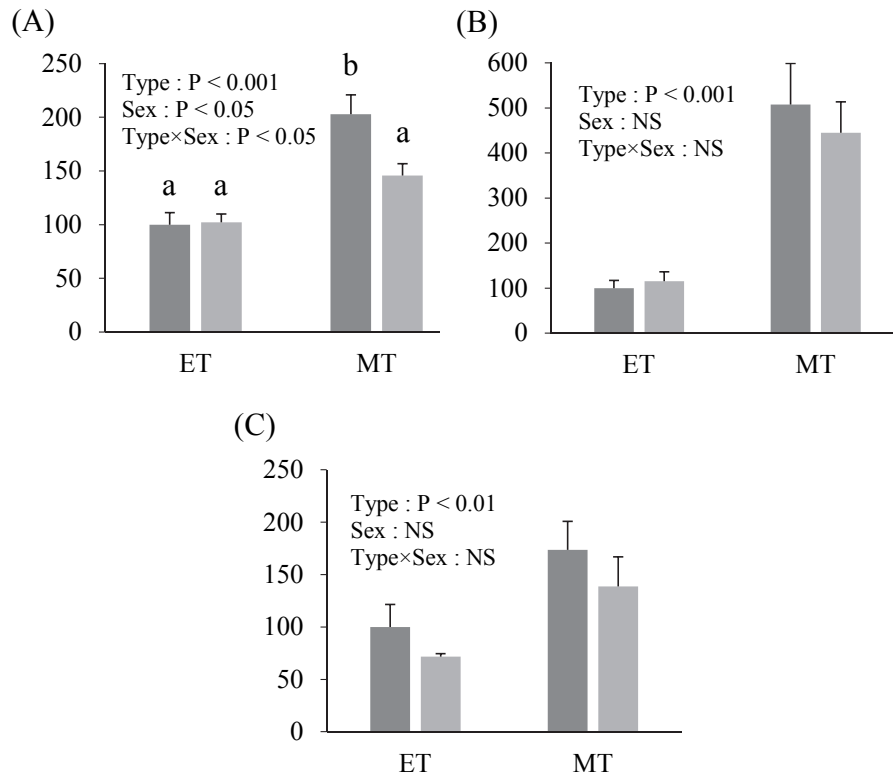 (A)
250
200
150
100
50
0
Type : P < 0.001
Sex : P < 0.05
Type×Sex : P < 0.05
a
a
b
a
ET
MT
(B)
600
500
400
300
200
100
0
Type : P < 0.001
Sex : NS
Type×Sex : NS
ET
MT
(C)
250
200
150
100
50
0
Type : P < 0.01
Sex : NS
Type×Sex : NS
ET
MT